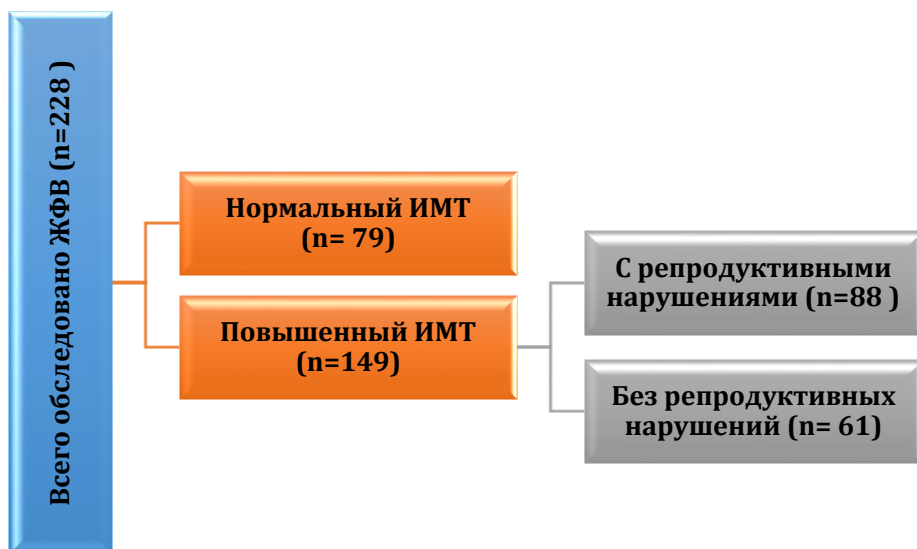 Всего обследовано ЖФВ (n=228 )
Нормальный ИМТ
(n= 79)
Повышенный ИМТ
(n=149)
С репродуктивными
нарушениями (n=88 )
Без репродуктивных
нарушений (n= 61)